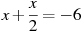 x + x/2 = −6